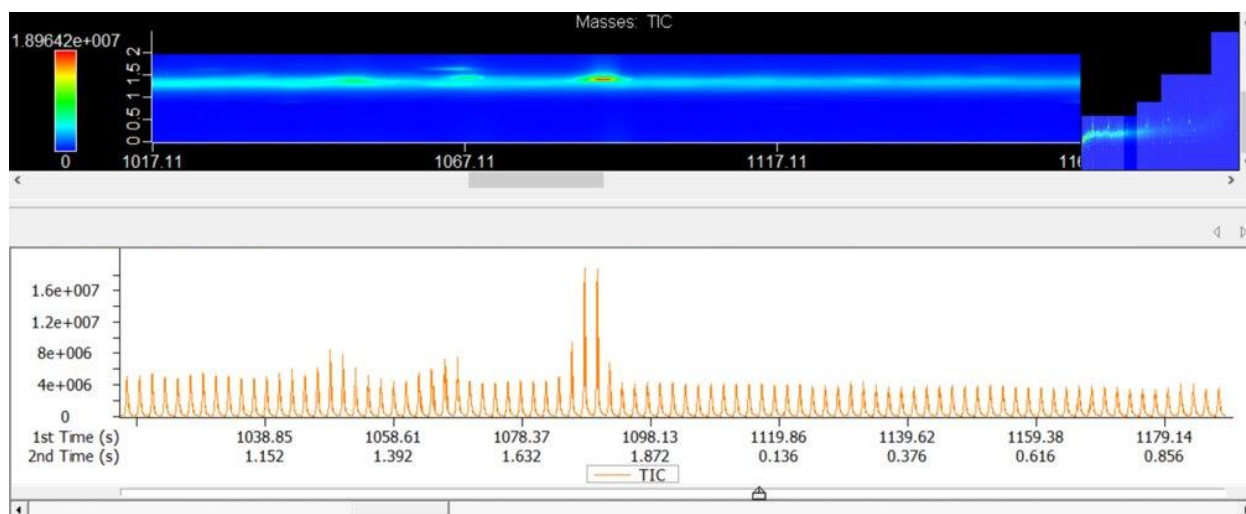 Masses: TIC
1.89642e+007
0
0 0.5 1 1.5 2
1017.11 1067.11 1117.11 116
1.6e+007
1.2e+007
8e+006
4e+006
0
1st Time (s) 1038.85 1058.61 1078.37 1098.13 1119.86 1139.62 1159.38 1179.14
2nd Time (s) 1.152 1.392 1.632 1.872 0.136 0.376 0.616 0.856
TIC